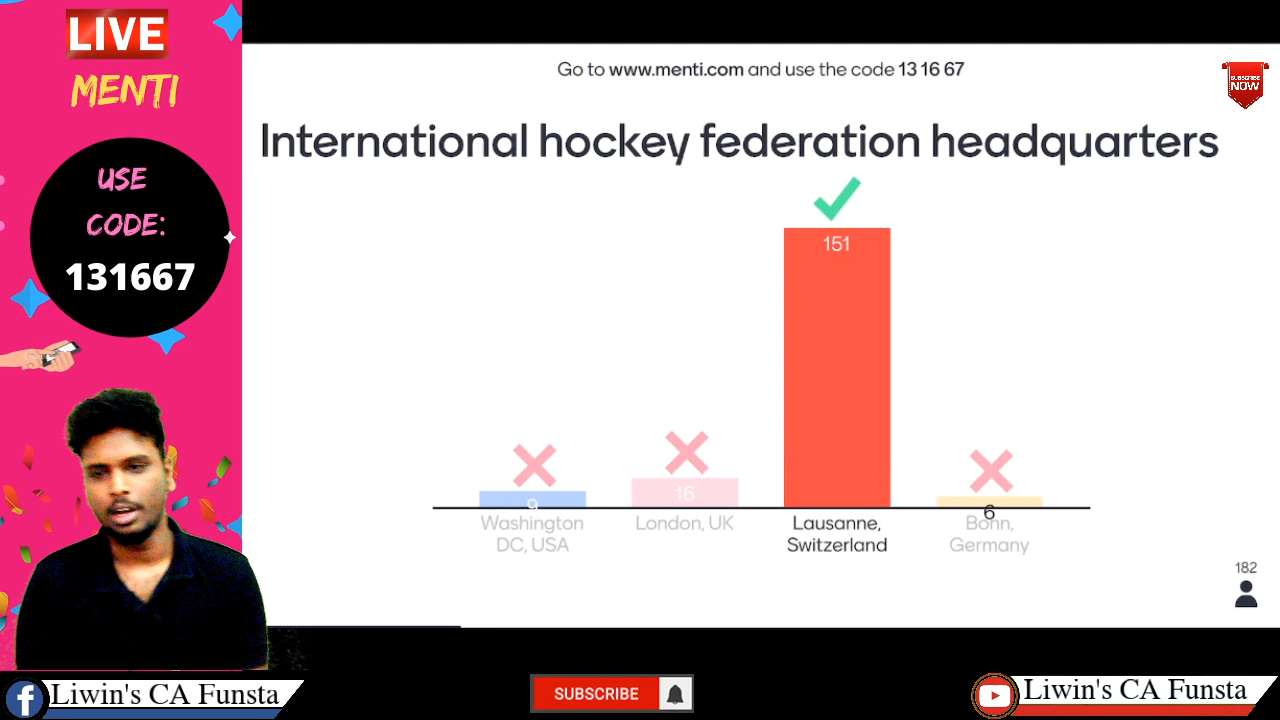 LIVE
MENTI
USE
CODE:
131667
Go to www.menti.com and use the code 13 16 67
SUBSCRIBE
NOW
International hockey federation headquarters
151
16
9
6
Washington
DC, USA
London, UK
Lausanne,
Switzerland
Bonn,
Germany
182
Liwin's CA Funsta
SUBSCRIBE
Liwin's CA Funsta